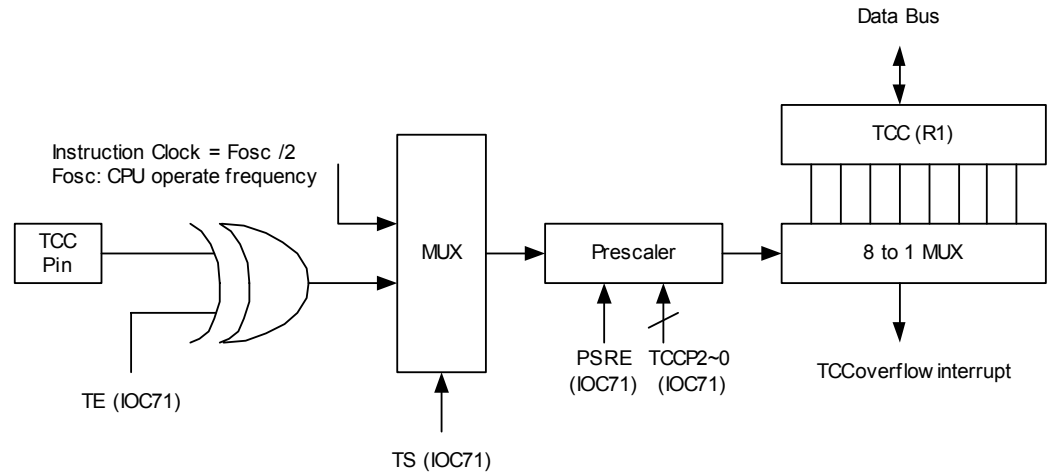 Data Bus
TCC (R1)
Instruction Clock = Fosc /2
Fosc: CPU operate frequency
TCC
Pin
MUX
Prescaler
8 to 1 MUX
PSRE
(IOC71)
TCCP2~0
(IOC71)
TCCoverflow interrupt
TE (IOC71)
TS (IOC71)